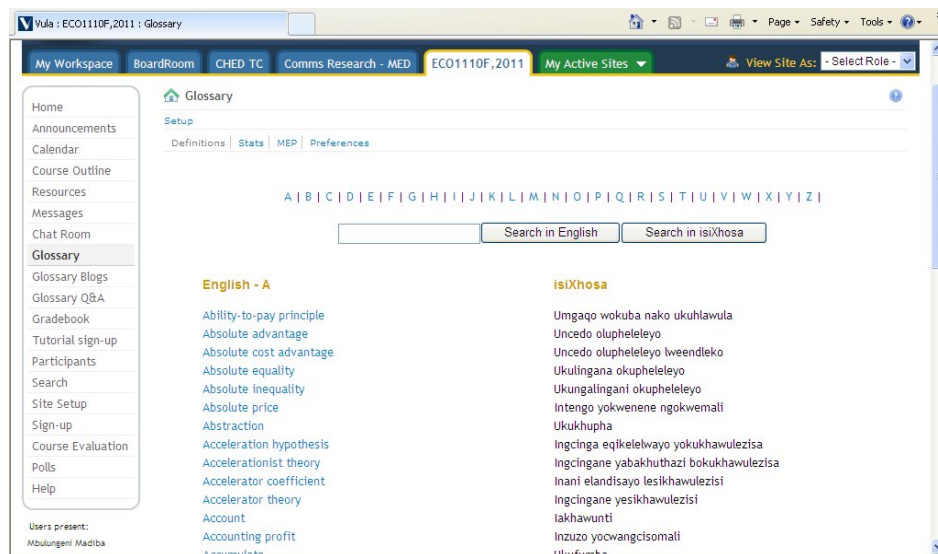 Vula : ECO1110F,2011 : Glossary
Page Safety Tools
My Workspace BoardRoom CHED TC Comms Research - MED ECO1110F,2011 My Active Sites View Site As: - Select Role -
Home
Announcements
Calendar
Course Outline
Resources
Messages
Chat Room
Glossary
Glossary Blogs
Glossary Q&A
Gradebook
Tutorial sign-up
Participants
Search
Site Setup
Sign-up
Course Evaluation
Polls
Help
Users present:
Mbulungeni Madiba
Glossary
Setup
Definitions | Stats | MEP | Preferences
A | B | C | D | E | F | G | H | I | J | K | L | M | N | O | P | Q | R | S | T | U | V | W | X | Y | Z |
Search in English Search in isiXhosa
English - A isiXhosa
Ability-to-pay principle Umgaqo wokuba nako ukuhlawula
Absolute advantage Uncedo olupheleleyo
Absolute cost advantage Uncedo olupheleleyo lweendleko
Absolute equality Ukulingana okupheleleyo
Absolute inequality Ukungalingani okupheleleyo
Absolute price Intengo yokwenene ngokwemali
Abstraction Ukukhupha
Acceleration hypothesis Ingcinga eqikelelwayo yokukhawulezisa
Accelerationist theory Ingcingane yabakhuthazi bokukhawulezisa
Accelerator coefficient Inani elandisayo lesikhawulezisi
Accelerator theory Ingcingane yesikhawulezisi
Account Iakhawunti
Accounting profit Inzuzo yocwangcisomali
Accumulate Ukufumba